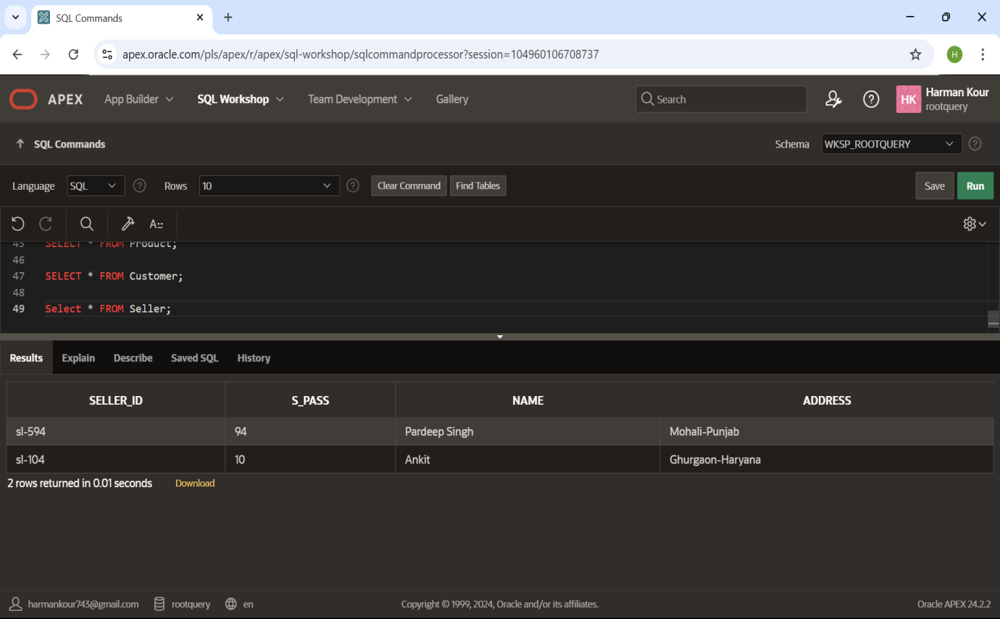 SQL Commands
apex.oracle.com/pls/apex/r/apex/sql-workshop/sqlcommandprocessor?session=104960106708737
H
APEX App Builder SQL Workshop Team Development Gallery Search ? HK Harman Kour
rootquery
SQL Commands Schema WKSP_ROOTQUERY ?
Language SQL ? Rows 10 ? Clear Command Find Tables Save Run
A::
45 SELECT * FROM Product;
46
47 SELECT * FROM Customer;
48
49 Select * FROM Seller;
Results Explain Describe Saved SQL History
SELLER_ID S_PASS NAME ADDRESS
sl-594 94 Pardeep Singh Mohali-Punjab
sl-104 10 Ankit Ghurgaon-Haryana
2 rows returned in 0.01 seconds Download
harmankour743@gmail.com rootquery en Copyright © 1999, 2024, Oracle and/or its affiliates. Oracle APEX 24.2.2